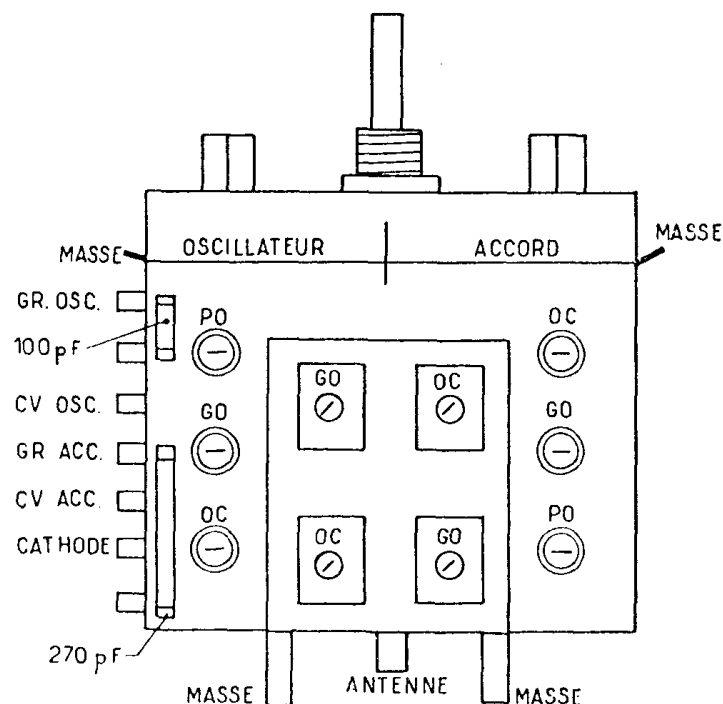 MASSE
OSCILLATEUR
ACCORD
MASSE
GR. OSC.
100 pF
CV OSC.
GR ACC.
CV ACC.
CATHODE
270 pF
PO
GO
OC
GO
OC
OC
GO
OC
GO
PO
MASSE
ANTENNE
MASSE